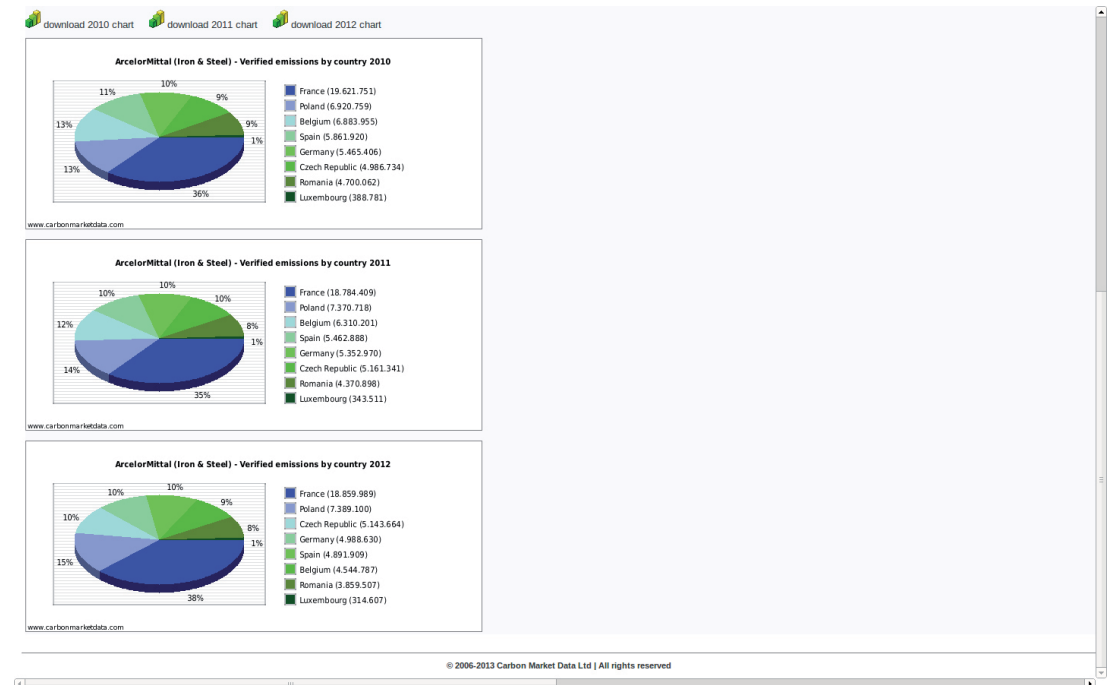 download 2010 chart download 2011 chart download 2012 chart
ArcelorMittal (Iron & Steel) - Verified emissions by country 2010
10%
11%
9%
13%
9%
1%
13%
36%
France (19.621.751)
Poland (6.920.759)
Belgium (6.883.955)
Spain (5.861.920)
Germany (5.465.406)
Czech Republic (4.986.734)
Romania (4.700.062)
Luxembourg (388.781)
www.carbonmarketdata.com
ArcelorMittal (Iron & Steel) - Verified emissions by country 2011
10%
10%
10%
12%
8%
1%
14%
35%
France (18.784.409)
Poland (7.370.718)
Belgium (6.310.201)
Spain (5.462.888)
Germany (5.352.970)
Czech Republic (5.161.341)
Romania (4.370.898)
Luxembourg (343.511)
www.carbonmarketdata.com
ArcelorMittal (Iron & Steel) - Verified emissions by country 2012
10%
10%
9%
10%
8%
1%
15%
38%
France (18.859.989)
Poland (7.389.100)
Czech Republic (5.143.664)
Germany (4.988.630)
Spain (4.891.909)
Belgium (4.544.787)
Romania (3.859.507)
Luxembourg (314.607)
www.carbonmarketdata.com
© 2006-2013 Carbon Market Data Ltd | All rights reserved